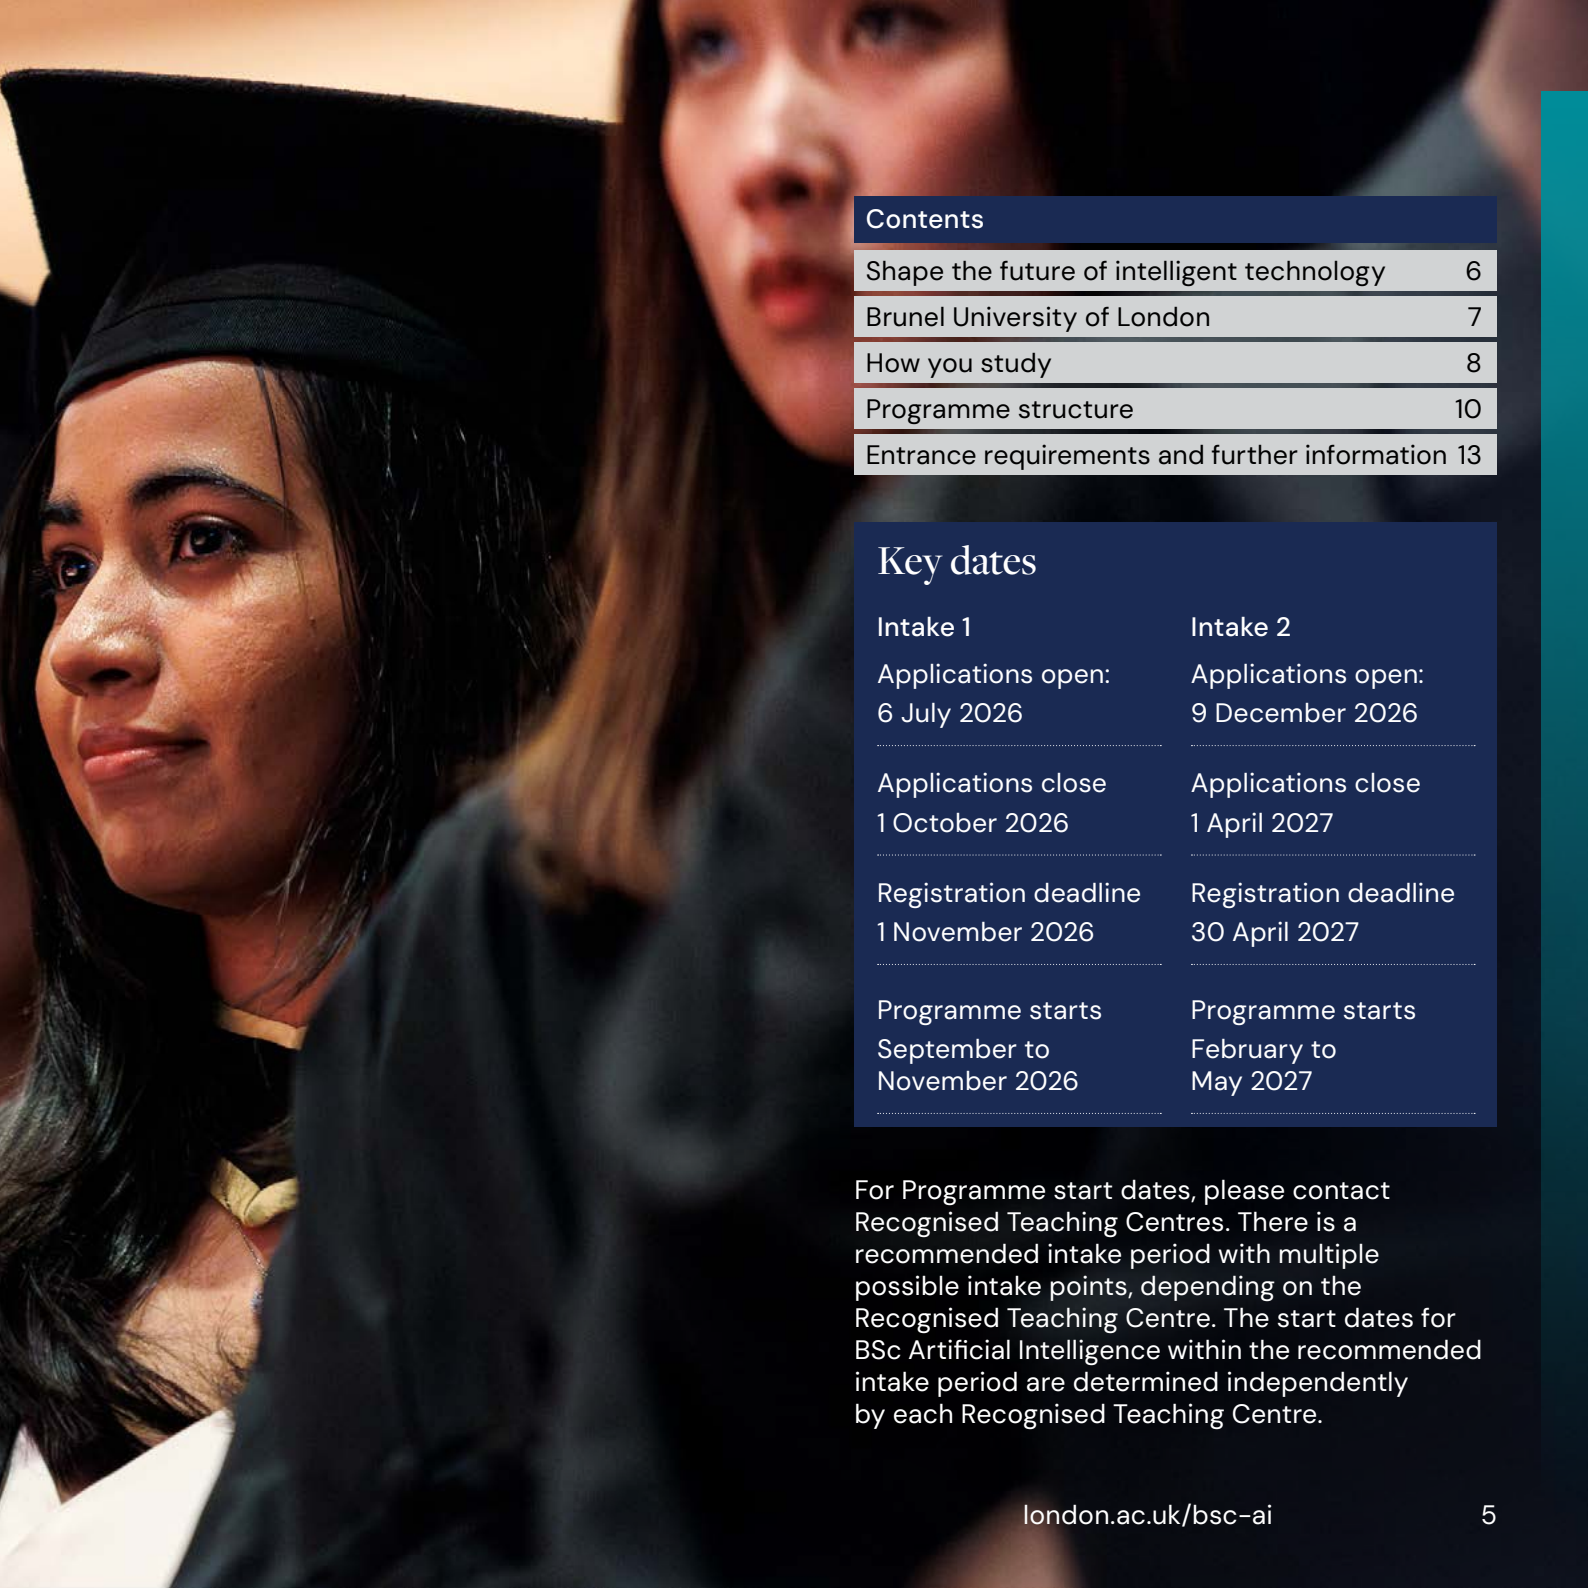 Contents
Shape the future of intelligent technology 6
Brunel University of London 7
How you study 8
Programme structure 10
Entrance requirements and further information 13
Key dates
Intake 1
Applications open:
6 July 2026
Applications close
1 October 2026
Registration deadline
1 November 2026
Programme starts
September to
November 2026
Intake 2
Applications open:
9 December 2026
Applications close
1 April 2027
Registration deadline
30 April 2027
Programme starts
February to
May 2027
For Programme start dates, please contact
Recognised Teaching Centres. There is a
recommended intake period with multiple
possible intake points, depending on the
Recognised Teaching Centre. The start dates for
BSc Artificial Intelligence within the recommended
intake period are determined independently
by each Recognised Teaching Centre.
london.ac.uk/bsc-ai 5